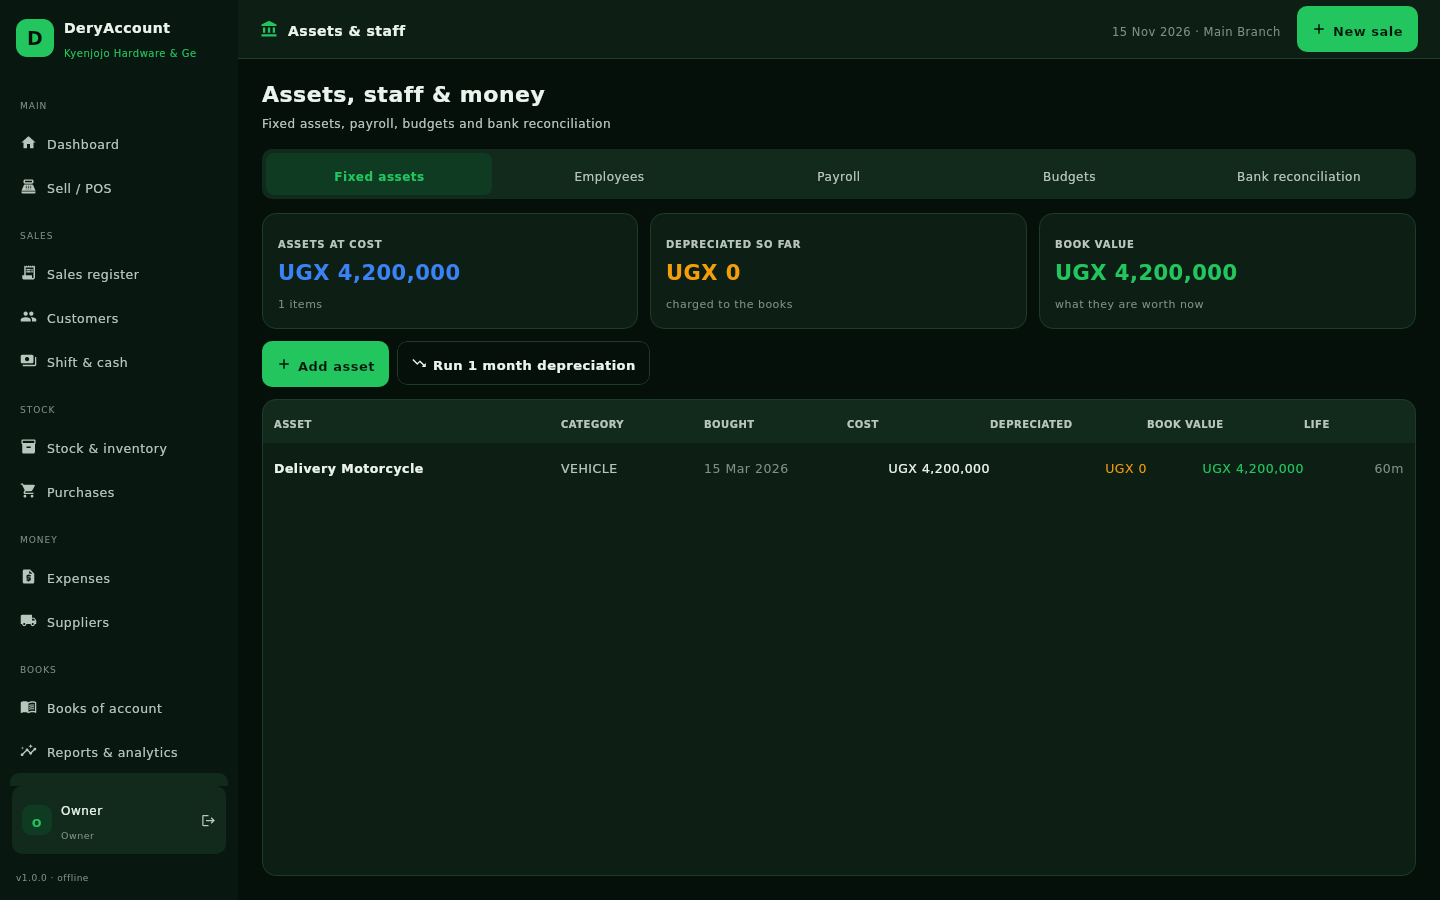 D
DeryAccount
Kyenjojo Hardware & Ge
MAIN
Dashboard
Sell / POS
SALES
Sales register
Customers
Shift & cash
STOCK
Stock & inventory
Purchases
MONEY
Expenses
Suppliers
BOOKS
Books of account
Reports & analytics
o
Owner
Owner
v1.0.0 · offline
Assets & staff
15 Nov 2026 · Main Branch
+ New sale
Assets, staff & money
Fixed assets, payroll, budgets and bank reconciliation
Fixed assets Employees Payroll Budgets Bank reconciliation
ASSETS AT COST
UGX 4,200,000
1 items
DEPRECIATED SO FAR
UGX 0
charged to the books
BOOK VALUE
UGX 4,200,000
what they are worth now
+ Add asset
Run 1 month depreciation
ASSET CATEGORY BOUGHT COST DEPRECIATED BOOK VALUE LIFE
Delivery Motorcycle VEHICLE 15 Mar 2026 UGX 4,200,000 UGX 0 UGX 4,200,000 60m